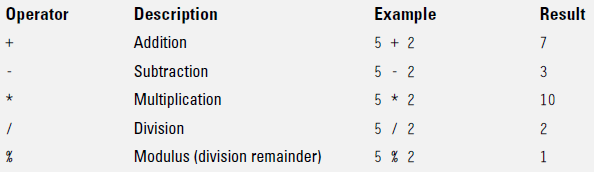 Operator Description Example Result
+ Addition 5 + 2 7
- Subtraction 5 - 2 3
* Multiplication 5 * 2 10
/ Division 5 / 2 2
% Modulus (division remainder) 5 % 2 1